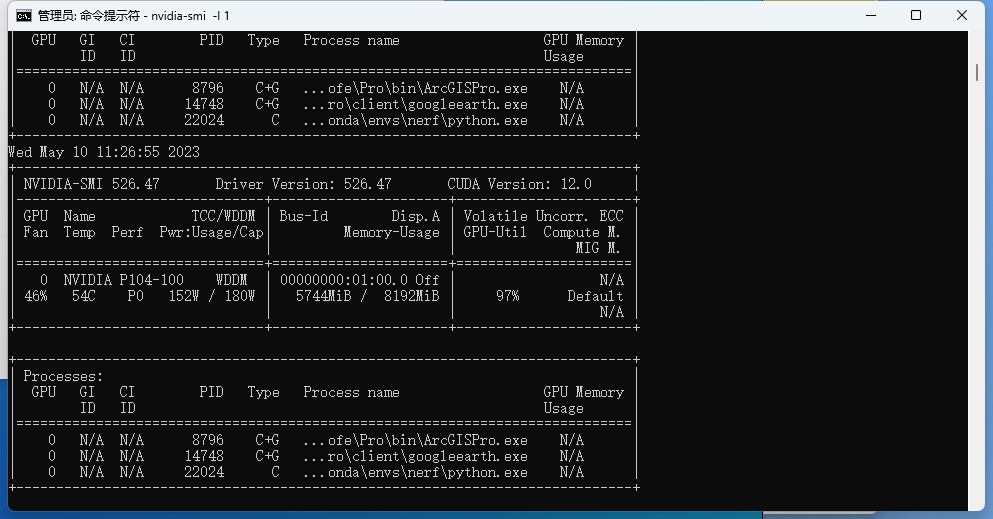 管理员: 命令提示符 - nvidia-smi -l 1
GPU GI CI PID Type Process name GPU Memory
ID ID Usage
0 N/A N/A 8796 C+G ...ofe\Pro\bin\ArcGISPro.exe N/A
0 N/A N/A 14748 C+G ...ro\client\googleearth.exe N/A
0 N/A N/A 22024 C ...onda\envs\nerf\python.exe N/A
Wed May 10 11:26:55 2023
NVIDIA-SMI 526.47 Driver Version: 526.47 CUDA Version: 12.0
GPU Name TCC/WDDM | Bus-Id Disp.A | Volatile Uncorr. ECC
Fan Temp Perf Pwr:Usage/Cap| Memory-Usage | GPU-Util Compute M.
MIG M.
0 NVIDIA P104-100 WDDM | 00000000:01:00.0 Off | N/A
46% 54C P0 152W / 180W | 5744MiB / 8192MiB | 97% Default
N/A
Processes:
GPU GI CI PID Type Process name GPU Memory
ID ID Usage
0 N/A N/A 8796 C+G ...ofe\Pro\bin\ArcGISPro.exe N/A
0 N/A N/A 14748 C+G ...ro\client\googleearth.exe N/A
0 N/A N/A 22024 C ...onda\envs\nerf\python.exe N/A